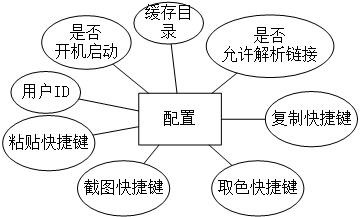 缓存目
录
是否
开机启动
是否
允许解析链接
用户ID
配置
复制快捷键
粘贴快捷键
截图快捷键
取色快捷键